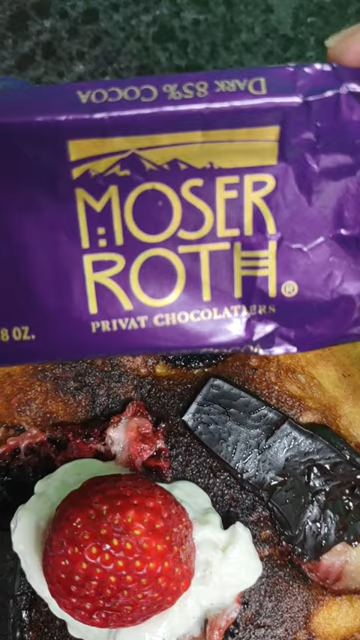 DARK 85% COCOA
MOSER
ROTH®
PRIVAT CHOCOLATIERS
8 OZ.